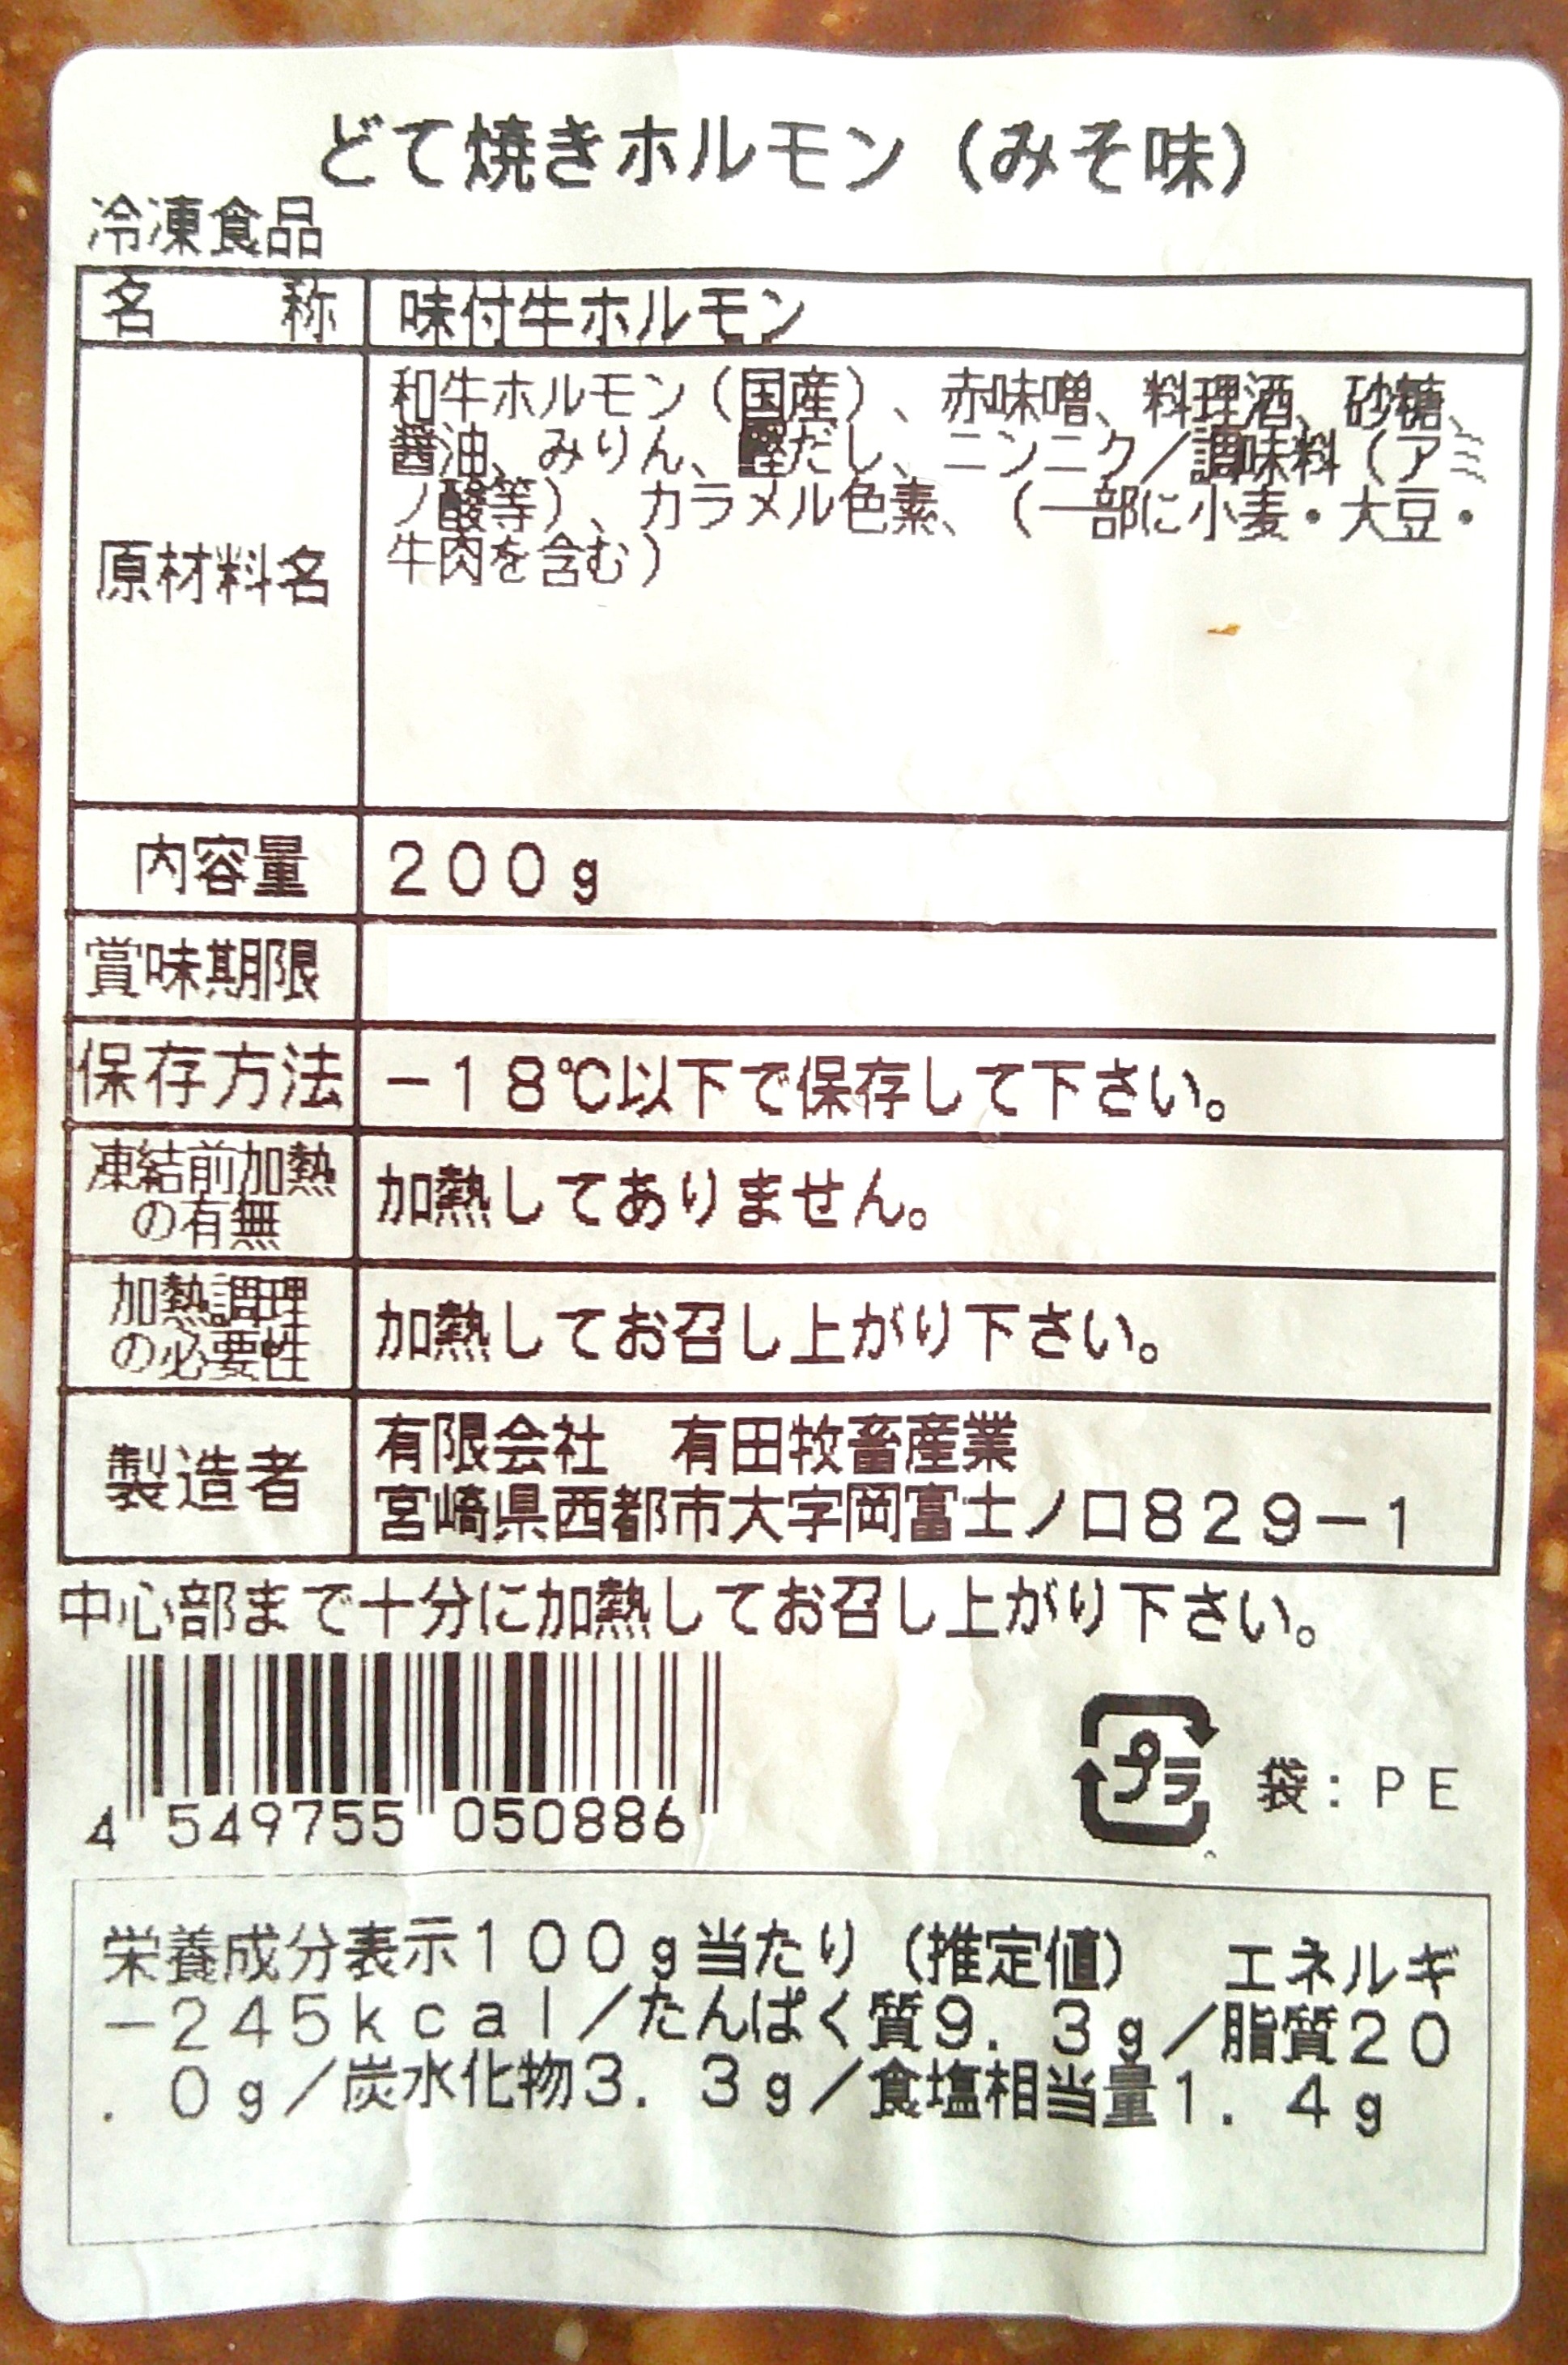 どて焼きホルモン（みそ味）
冷凍食品
名　称　味付牛ホルモン
原材料名
和牛ホルモン（国産）、赤味噌、料理酒、砂糖、
醤油、みりん、鰹だし、ニンニク／調味料（アミ
ノ酸等）、カラメル色素、（一部に小麦・大豆・
牛肉を含む）
内容量　２００ｇ
賞味期限
保存方法　－１８℃以下で保存して下さい。
凍結前加熱
の有無
加熱してありません。
加熱調理
の必要性
加熱してお召し上がり下さい。
製造者
有限会社　有田牧畜産業
宮崎県西都市大字岡富士ノ口８２９－１
中心部まで十分に加熱してお召し上がり下さい。
4 549755 050886
プラ
袋：ＰＥ
栄養成分表示１００ｇ当たり（推定値）　エネルギ
－２４５ｋｃａｌ／たんぱく質９．３ｇ／脂質２０
．０ｇ／炭水化物３．３ｇ／食塩相当量１．４ｇ